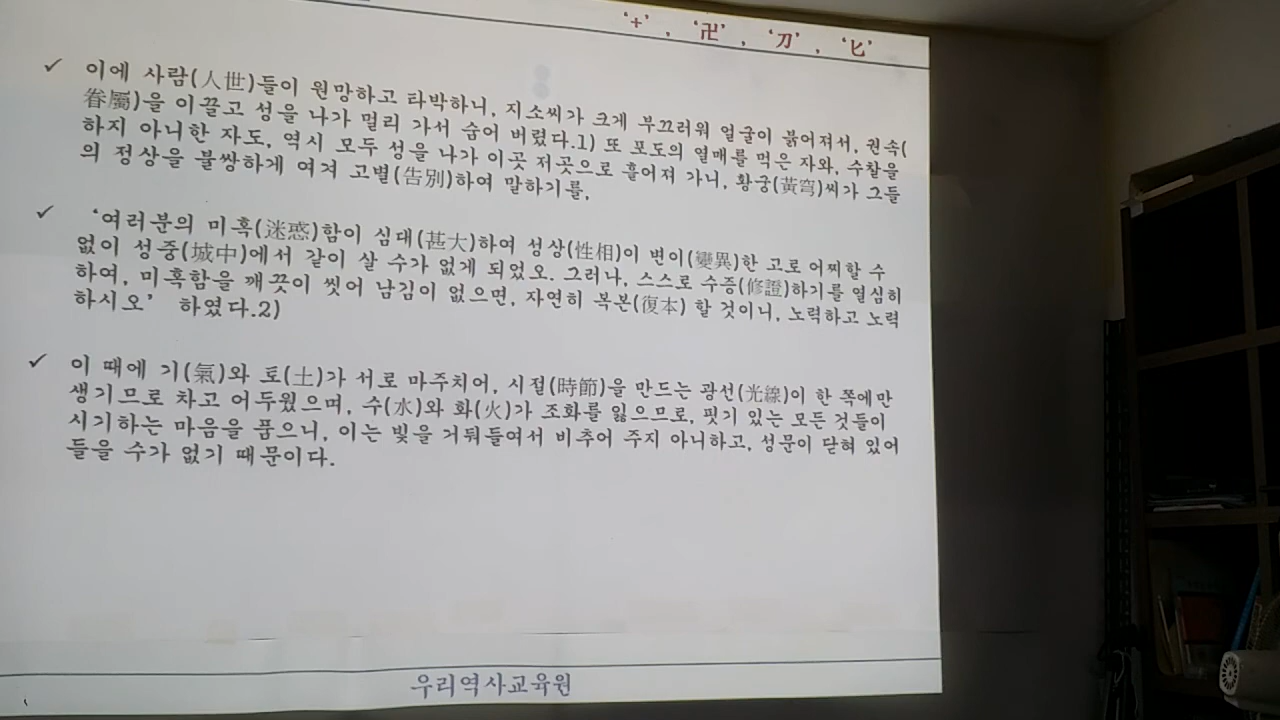 ‘+’, ‘卍’, ‘刀’, ‘匕’
✓ 이에 사람(人世)들이 원망하고 타박하니, 지소씨가 크게 부끄러워 얼굴이 붉어져서, 권속(
眷屬)을 이끌고 성을 나가 멀리 가서 숨어 버렸다.1) 또 포도의 열매를 먹은 자와, 수찰을
하지 아니한 자도, 역시 모두 성을 나가 이곳 저곳으로 흩어져 가니, 황궁(黃穹)씨가 그들
의 정상을 불쌍하게 여겨 고별(告別)하여 말하기를,
✓ ‘여러분의 미혹(迷惑)함이 심대(甚大)하여 성상(性相)이 변이(變異)한 고로 어찌할 수
없이 성중(城中)에서 같이 살 수가 없게 되었오. 그러나, 스스로 수증(修證)하기를 열심히
하여, 미혹함을 깨끗이 씻어 남김이 없으면, 자연히 복본(復本) 할 것이니, 노력하고 노력
하시오’ 하였다.2)
✓ 이 때에 기(氣)와 토(土)가 서로 마주치어, 시절(時節)을 만드는 광선(光線)이 한 쪽에만
생기므로 차고 어두웠으며, 수(水)와 화(火)가 조화를 잃으므로, 핏기 있는 모든 것들이
시기하는 마음을 품으니, 이는 빛을 거둬들여서 비추어 주지 아니하고, 성문이 닫혀 있어
들을 수가 없기 때문이다.
우리역사교육원